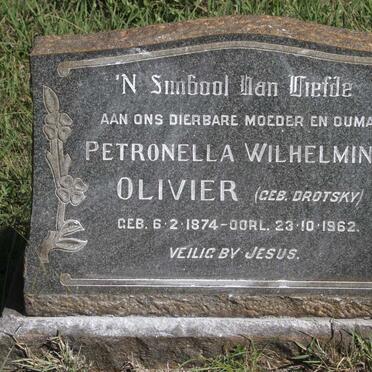 'N Simbool Van Liefde
AAN ONS DIERBARE MOEDER EN OUMA
PETRONELLA WILHELMIN
OLIVIER (GEB. DROTSKY)
GEB. 6·2·1874 - OORL. 23·10·1962.
VEILIG BY JESUS.